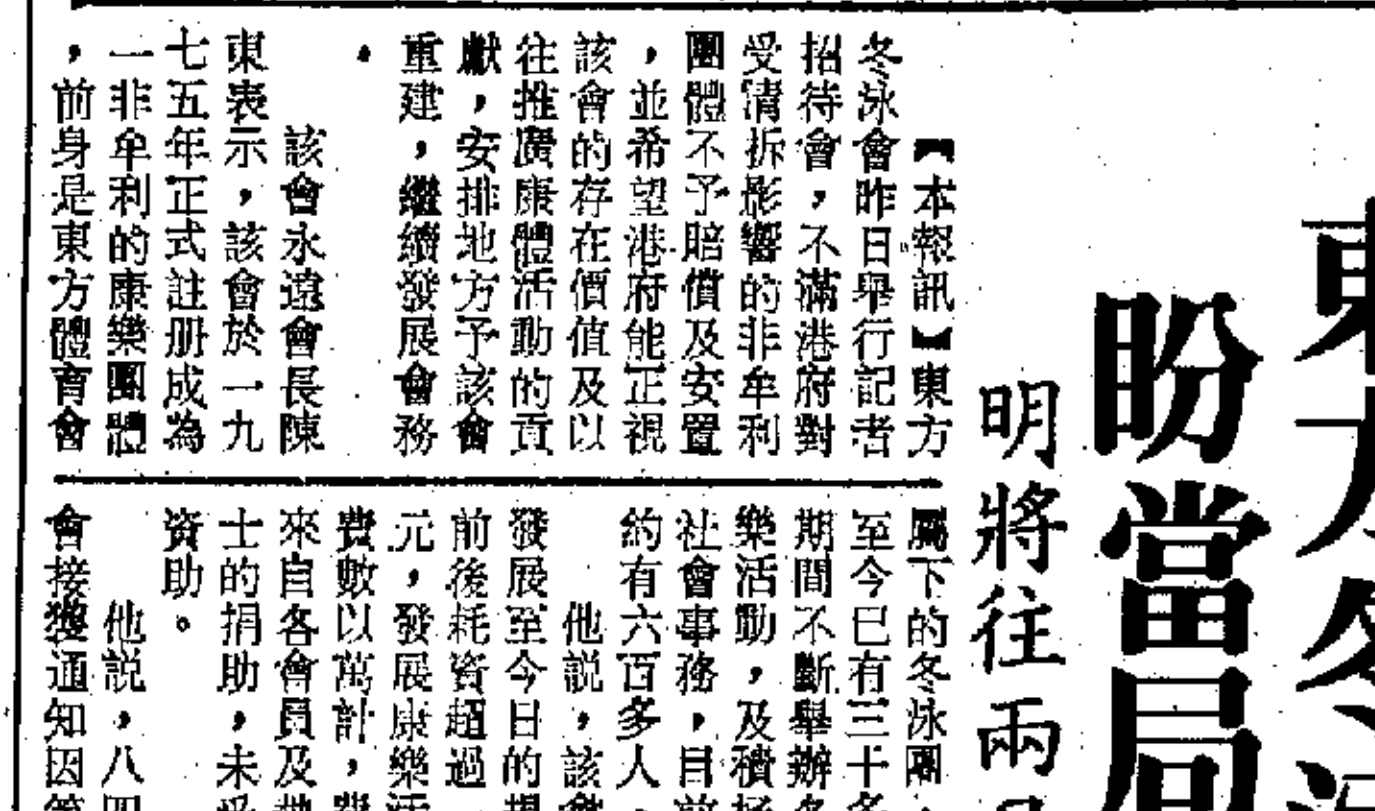 東方冬泳
盼當局
明將往兩
【本報訊】東方
冬泳會昨日舉行記者
招待會，不滿港府對
受清拆影響的非牟利
團體不予賠償及安置
，並希望港府能正視
該會的存在價值及以
往推廣康體活動的貢
獻，安排地方予該會
重建，繼續發展會務
。
該會永遠會長陳
東表示，該會於一九
七五年正式註册成為
一非牟利的康樂團體
，前身是東方體育會
屬下的冬泳團，
至今已有三十多
期間不斷舉辦各
樂活動，及積極
社會事務，目前
約有六百多人，
他説，該會
發展至今日的規
前後耗資超過
元，發展康樂活
費數以萬計，
來自各會員及
士的捐助，未受
資助。
他説，八四
會接獲通知因